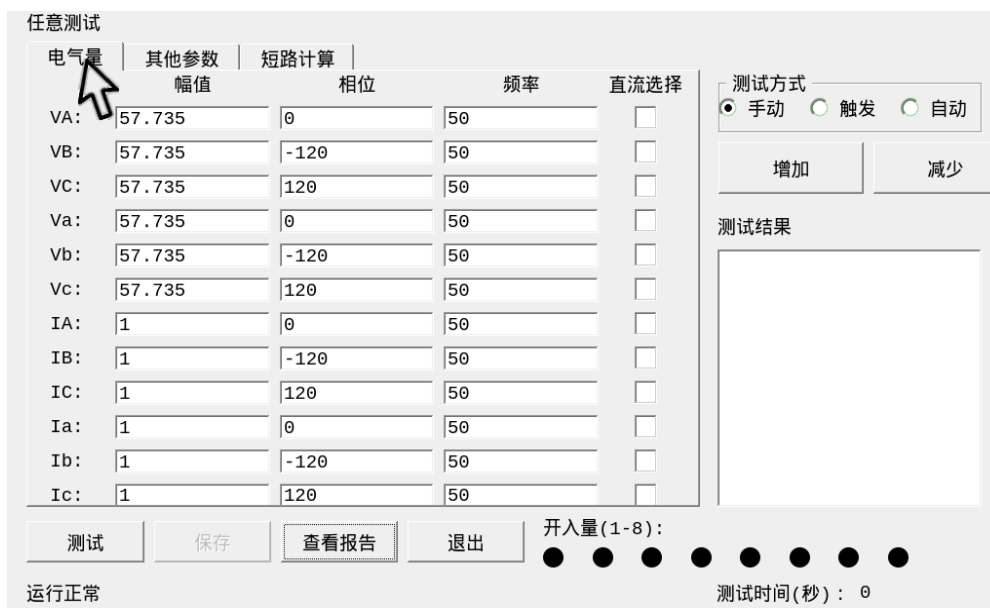 任意测试
电气量 其他参数 短路计算
幅值 相位 频率 直流选择
VA: 57.735 0 50
VB: 57.735 -120 50
VC: 57.735 120 50
Va: 57.735 0 50
Vb: 57.735 -120 50
Vc: 57.735 120 50
IA: 1 0 50
IB: 1 -120 50
IC: 1 120 50
Ia: 1 0 50
Ib: 1 -120 50
Ic: 1 120 50
测试方式
手动 触发 自动
增加 减少
测试结果
测试 保存 查看报告 退出
开入量(1-8):
运行正常
测试时间(秒): 0